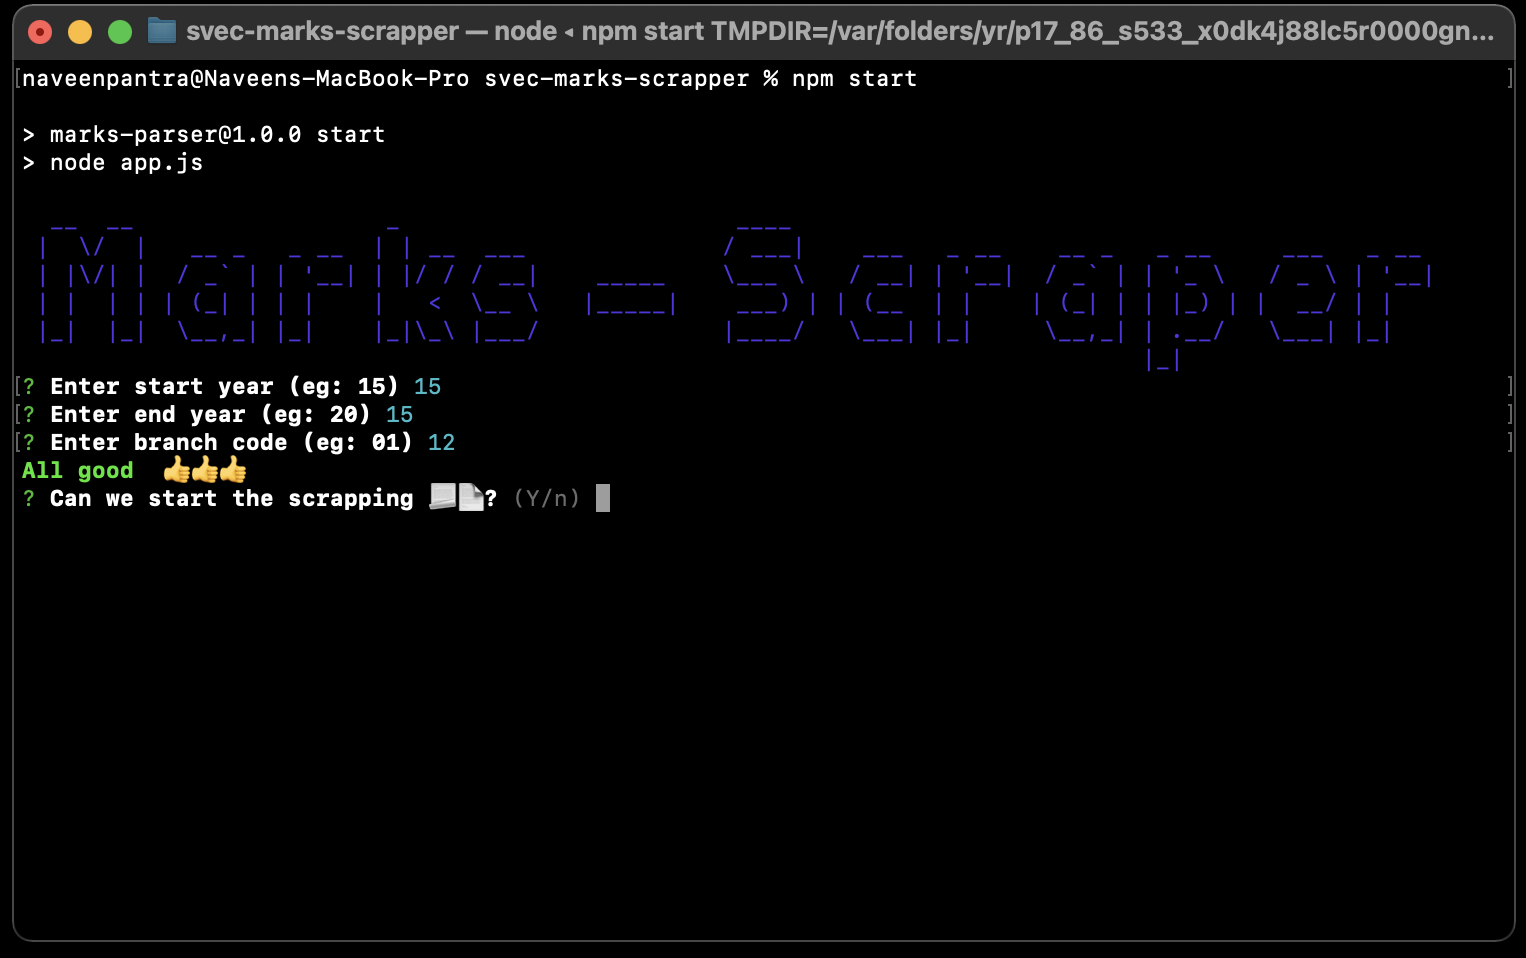 svec-marks-scrapper — node ◂ npm start TMPDIR=/var/folders/yr/p17_86_s533_x0dk4j88lc5r0000gn...
[naveenpantra@Naveens-MacBook-Pro svec-marks-scrapper % npm start ]
> marks-parser@1.0.0 start
> node app.js
Marks - Scraper
[? Enter start year (eg: 15) 15 ]
[? Enter end year (eg: 20) 15 ]
[? Enter branch code (eg: 01) 12 ]
All good 👍👍👍
? Can we start the scrapping ? (Y/n)